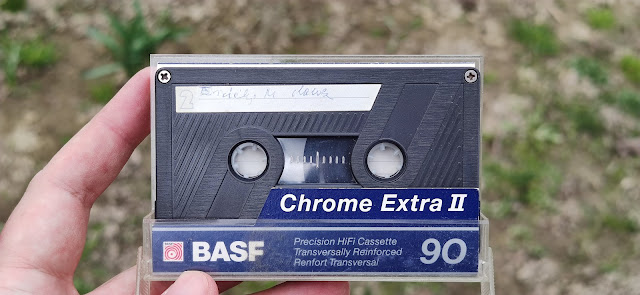 2
Chrome Extra II
BASF
Precision HiFi Cassette
Transversally Reinforced
Renfort Transversal
90